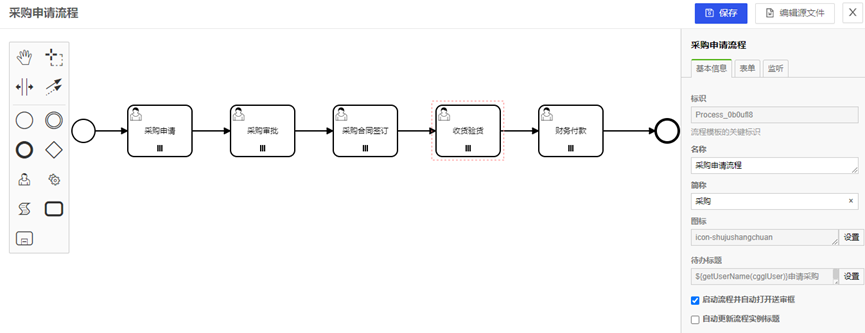 采购申请流程
保存
编辑源文件
X
采购申请
采购审批
采购合同签订
收货验货
财务付款
采购申请流程
基本信息
表单
监听
标识
Process_0b0ufl8
流程模板的关键标识
名称
采购申请流程
简称
采购
×
图标
icon-shujushangchuan
设置
待办标题
${getUserName(cgglUser)}申请采购
设置
启动流程并自动打开送审框
自动更新流程实例标题